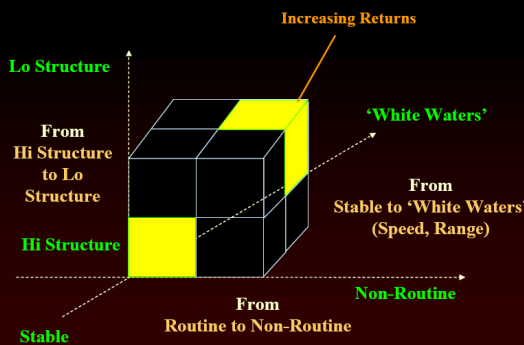 Increasing Returns
Lo Structure
‘White Waters’
From
Hi Structure
to Lo
Structure
From
Stable to ‘White Waters’
(Speed, Range)
Hi Structure
Non-Routine
From
Routine to Non-Routine
Stable